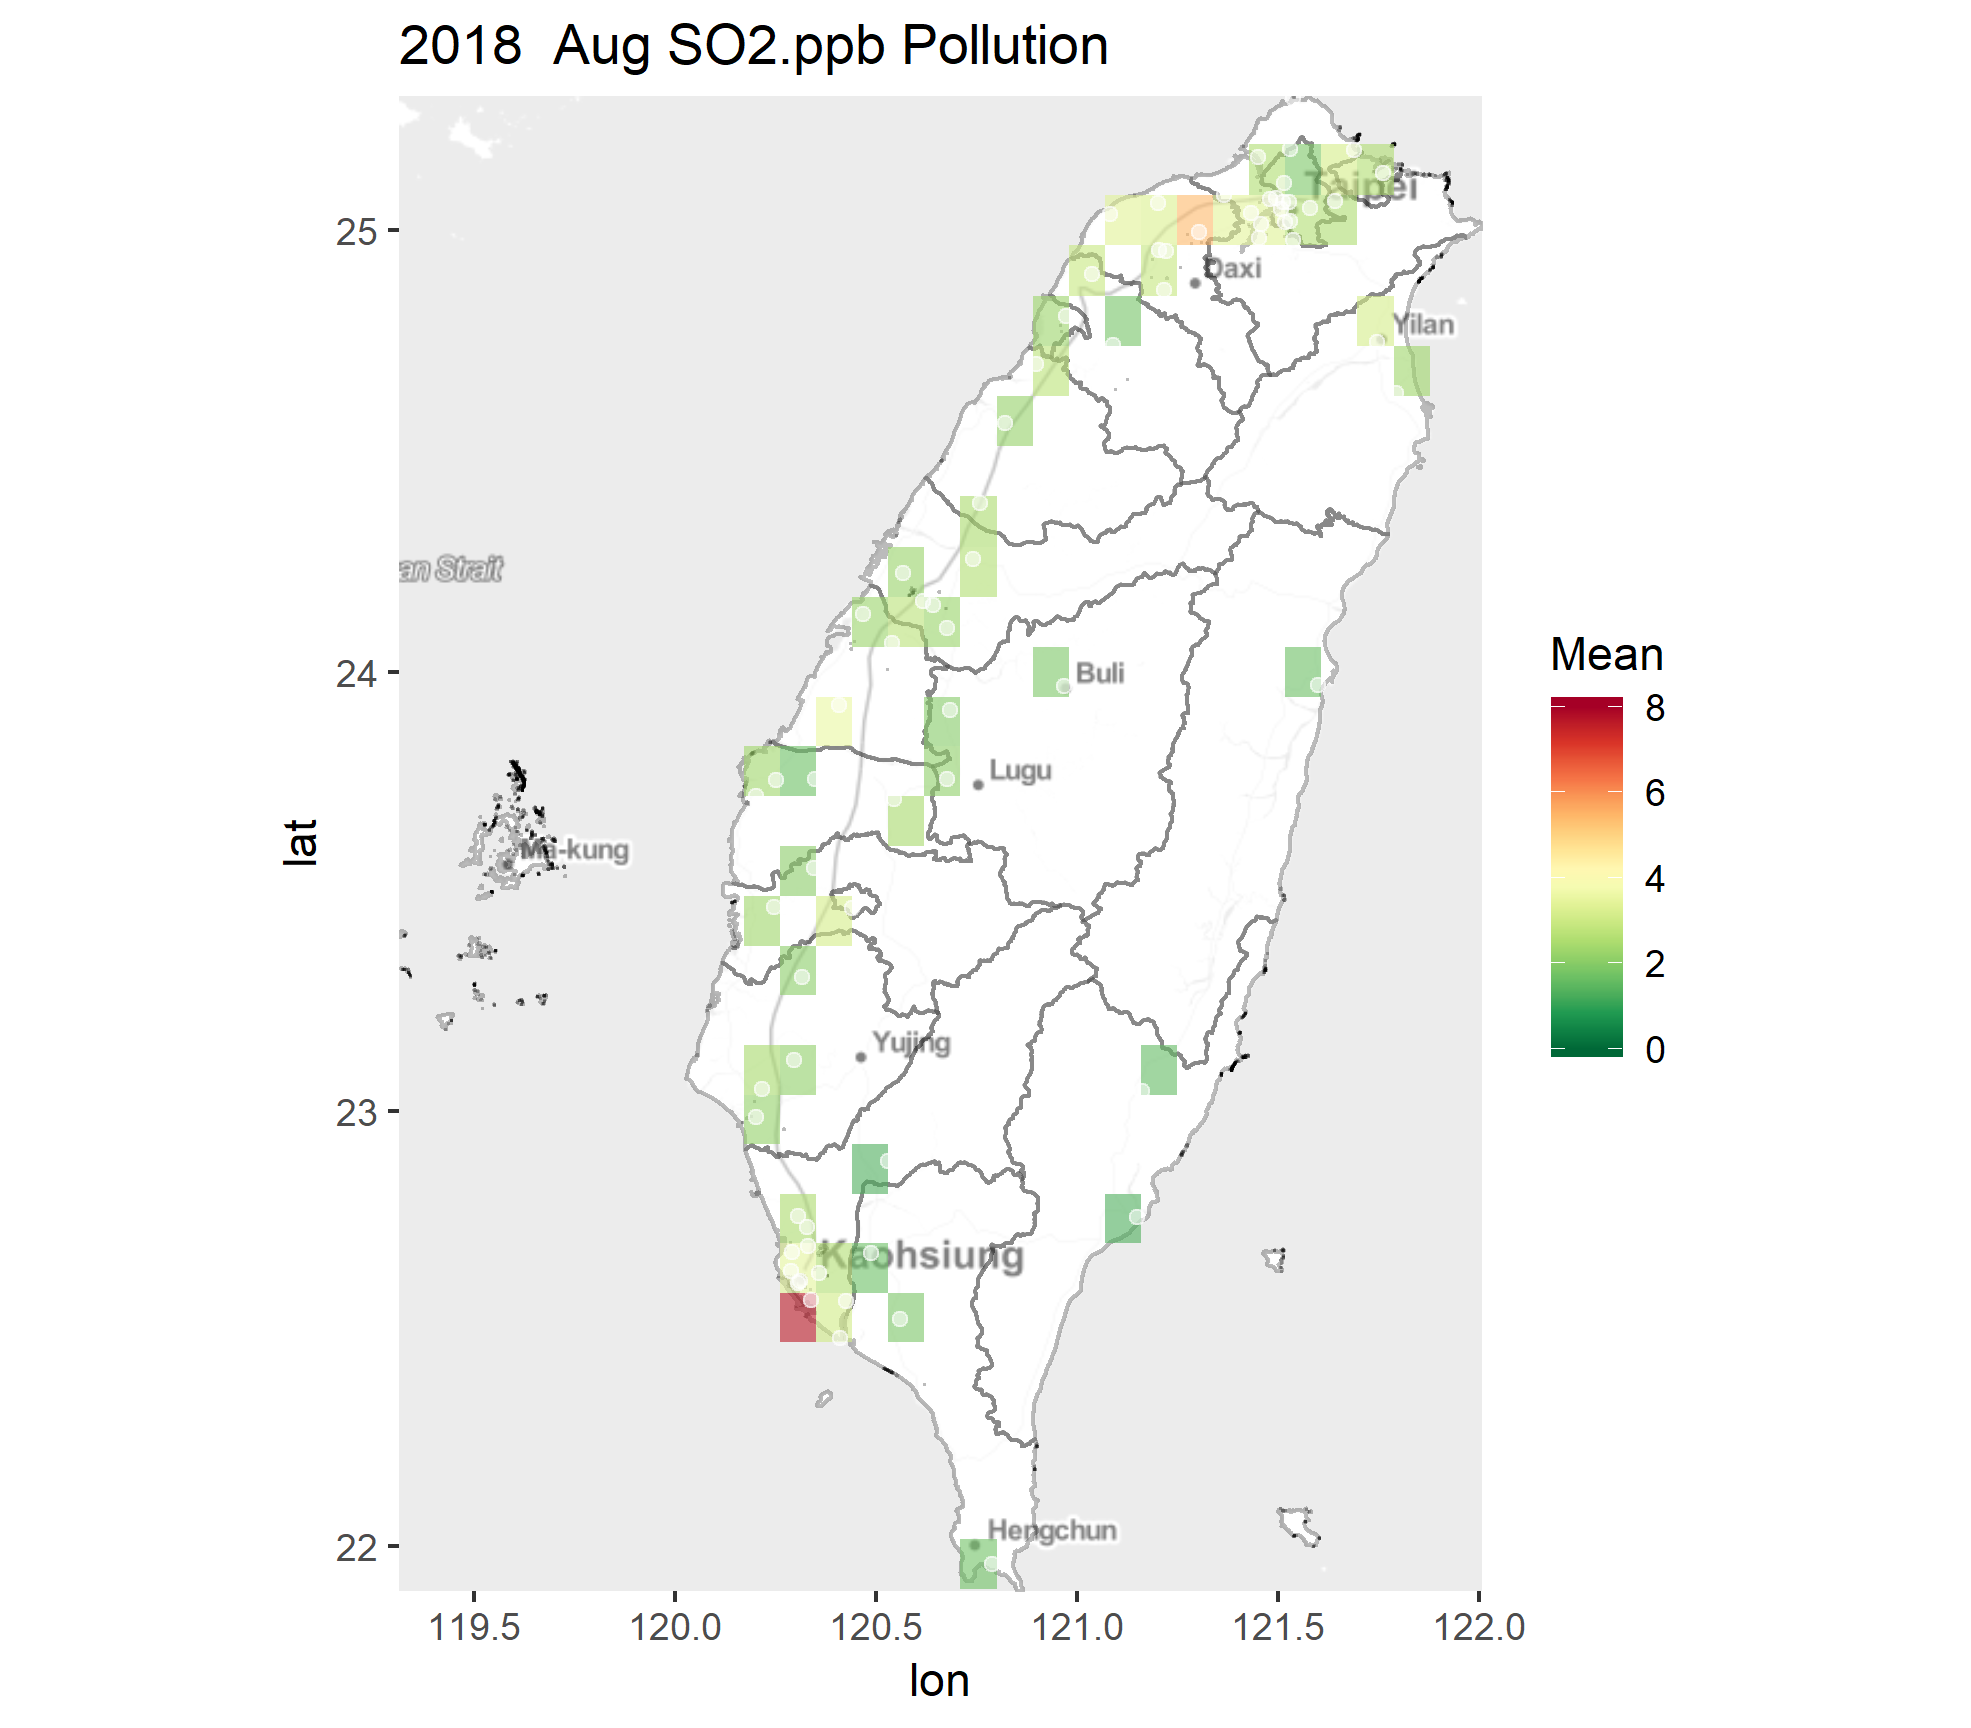 2018  Aug SO2.ppb Pollution
25
24
23
22
lat
119.5
120.0
120.5
121.0
121.5
122.0
lon
Taipei
Daxi
Yilan
an Strait
Buli
Lugu
Ma-kung
Yujing
Kaohsiung
Hengchun
Mean
8
6
4
2
0